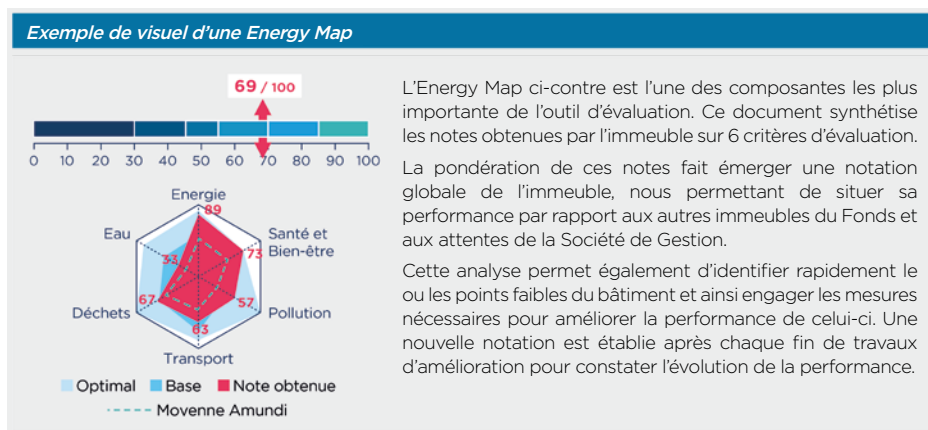 Exemple de visuel d'une Energy Map
69 / 100
0 10 20 30 40 50 60 70 80 90 100
Energie
89
Eau
Santé et
Bien-être
33
73
67
57
Déchets
Pollution
63
Transport
Optimal Base Note obtenue
Movenne Amundi
L'Energy Map ci-contre est l'une des composantes les plus
importante de l'outil d'évaluation. Ce document synthétise
les notes obtenues par l'immeuble sur 6 critères d'évaluation.
La pondération de ces notes fait émerger une notation
globale de l'immeuble, nous permettant de situer sa
performance par rapport aux autres immeubles du Fonds et
aux attentes de la Société de Gestion.
Cette analyse permet également d'identifier rapidement le
ou les points faibles du bâtiment et ainsi engager les mesures
nécessaires pour améliorer la performance de celui-ci. Une
nouvelle notation est établie après chaque fin de travaux
d'amélioration pour constater l'évolution de la performance.